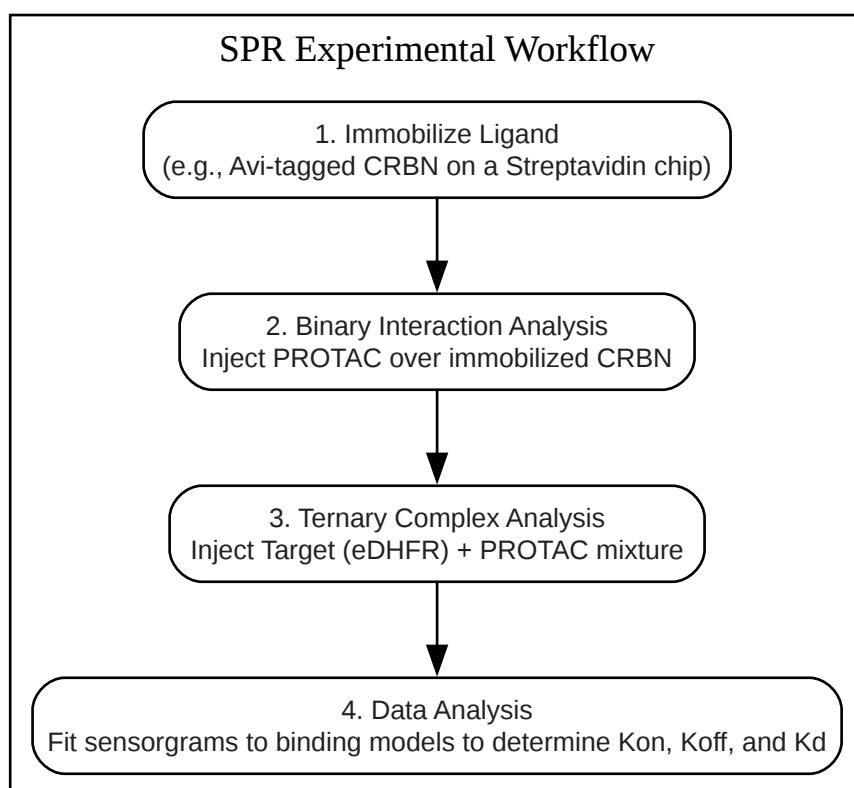 SPR Experimental Workflow
1. Immobilize Ligand
(e.g., Avi-tagged CRBN on a Streptavidin chip)
2. Binary Interaction Analysis
Inject PROTAC over immobilized CRBN
3. Ternary Complex Analysis
Inject Target (eDHFR) + PROTAC mixture
4. Data Analysis
Fit sensorgrams to binding models to determine Kon, Koff, and Kd